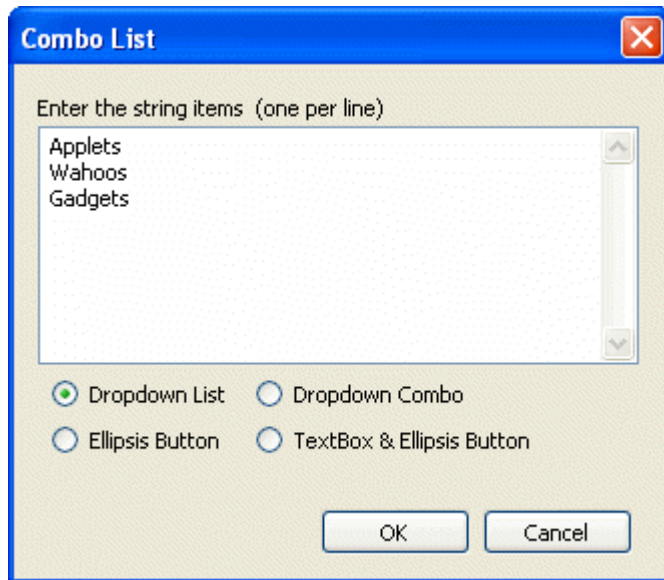 Combo List
Enter the string items  (one per line)
Applets
Wahoos
Gadgets
Dropdown List
Dropdown Combo
Ellipsis Button
TextBox & Ellipsis Button
OK
Cancel